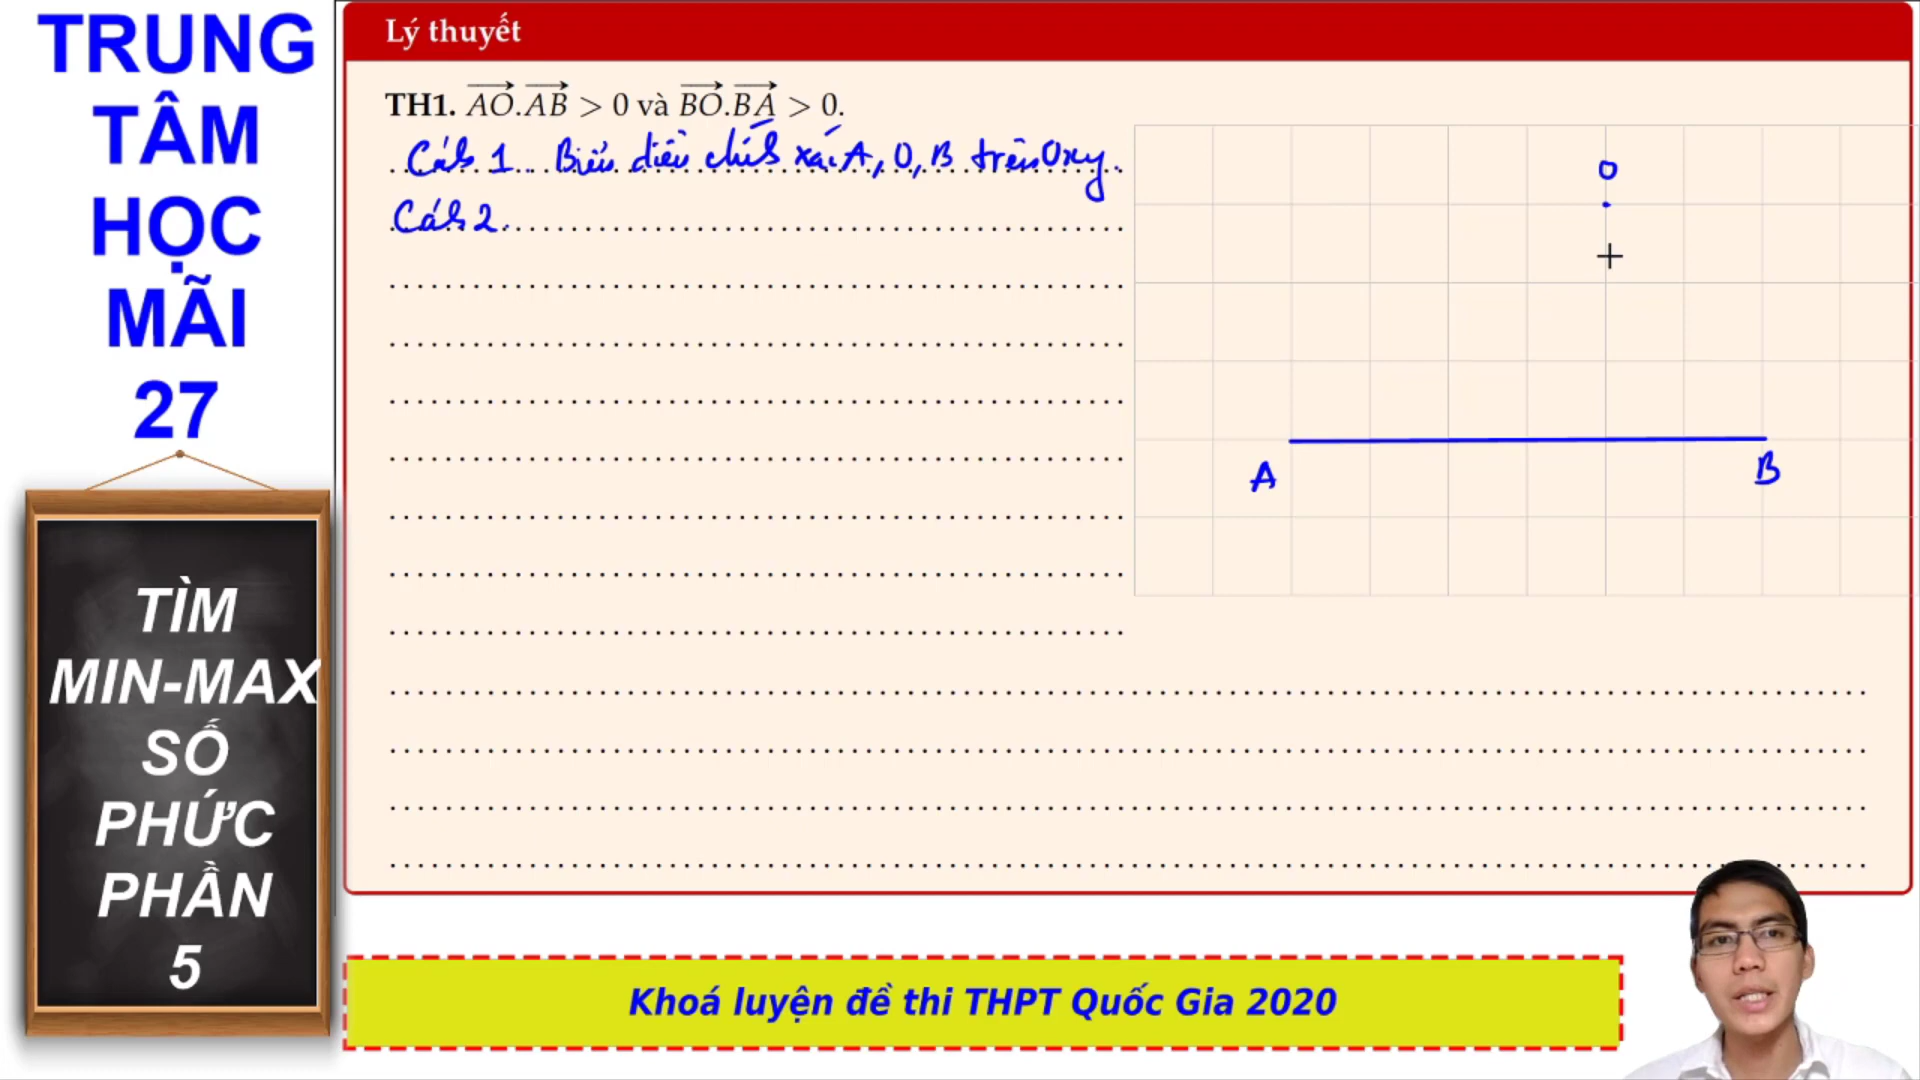 TRUNG
TÂM
HỌC
MÃI
27
TÌM
MIN-MAX
SỐ
PHỨC
PHẦN
5
Lý thuyết
TH1. AO.AB > 0 và BO.BA > 0.
Cách 1. Biểu diễn chính xác A, O, B trên Oxy.
Cách 2.
O
A
B
Khoá luyện đề thi THPT Quốc Gia 2020